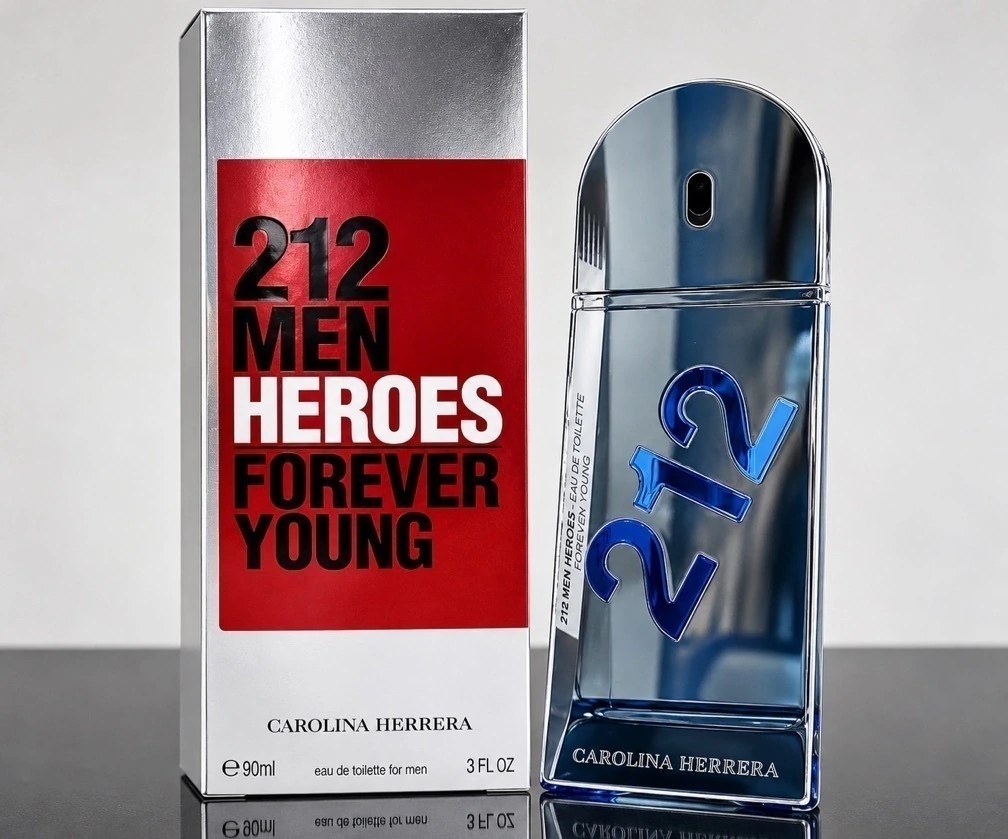 212
MEN
HEROES
FOREVER
YOUNG
CAROLINA HERRERA
e 90ml
eau de toilette for men
3 FL OZ
212
212 MEN HEROES - EAU DE TOILETTE
FOREVEN YOUNG
CAROLINA HERRERA